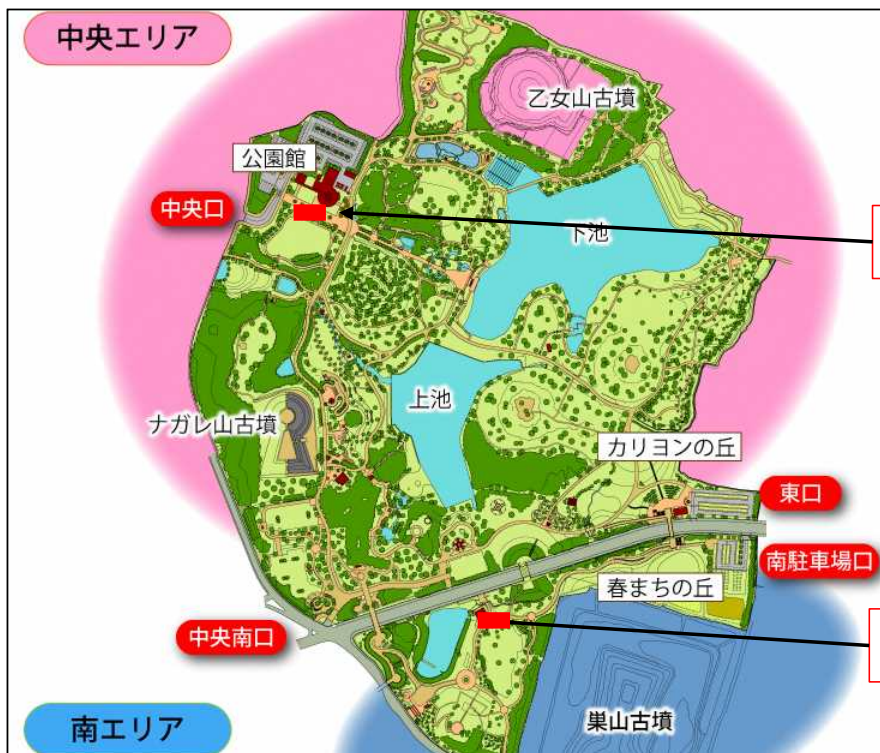 中央エリア
乙女山古墳
公園館
中央口
下池
上池
ナガレ山古墳
カリヨンの丘
東口
南駐車場口
春まちの丘
中央南口
巣山古墳
南エリア